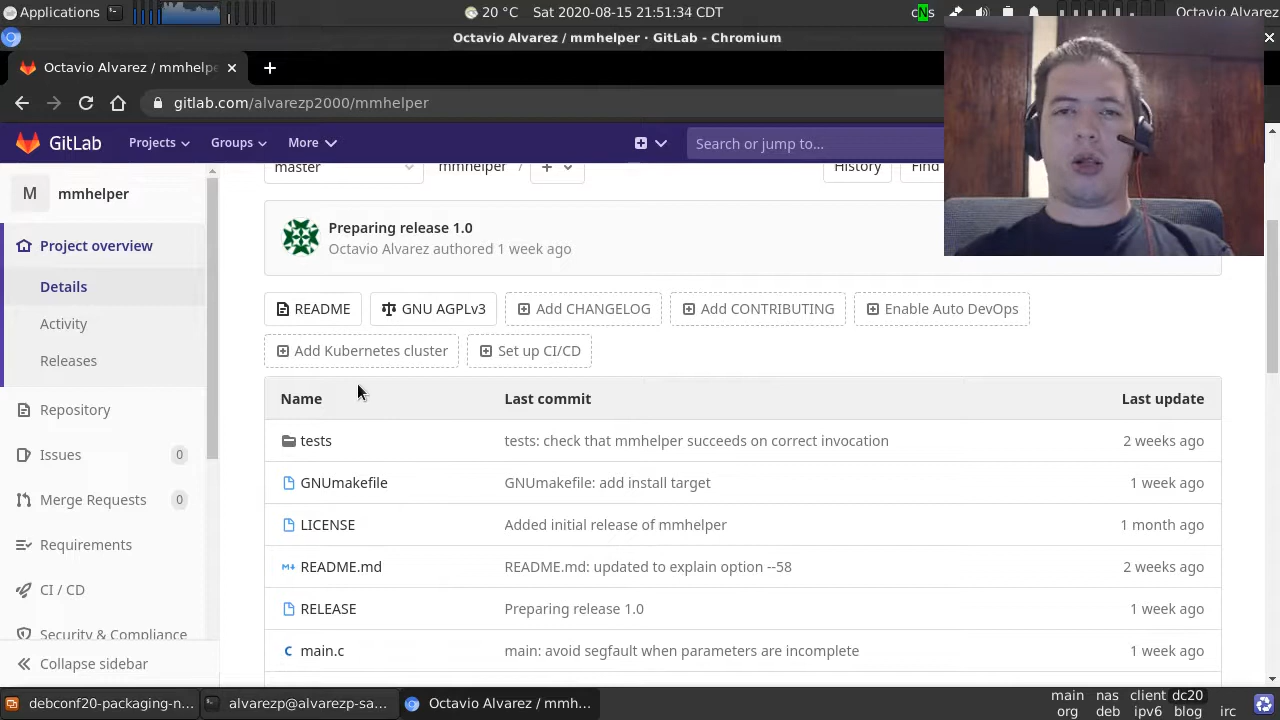 Applications 20 °C Sat 2020-08-15 21:51:34 CDT Octavio Alvarez
Octavio Alvarez / mmhelper · GitLab - Chromium
Octavio Alvarez / mmhelpe
gitlab.com/alvarezp2000/mmhelper
GitLab Projects Groups More Search or jump to...
M mmhelper
Project overview
Details
Activity
Releases
Repository
Issues 0
Merge Requests 0
Requirements
CI / CD
Security & Compliance
Collapse sidebar
master mmhelper / + History Find
Preparing release 1.0
Octavio Alvarez authored 1 week ago
README GNU AGPLv3 Add CHANGELOG Add CONTRIBUTING Enable Auto DevOps
Add Kubernetes cluster Set up CI/CD
Name Last commit Last update
tests tests: check that mmhelper succeeds on correct invocation 2 weeks ago
GNUmakefile GNUmakefile: add install target 1 week ago
LICENSE Added initial release of mmhelper 1 month ago
README.md README.md: updated to explain option --58 2 weeks ago
RELEASE Preparing release 1.0 1 week ago
main.c main: avoid segfault when parameters are incomplete 1 week ago
debconf20-packaging-n... alvarezp@alvarezp-sa... Octavio Alvarez / mmh...
main nas client dc20
org deb ipv6 blog irc